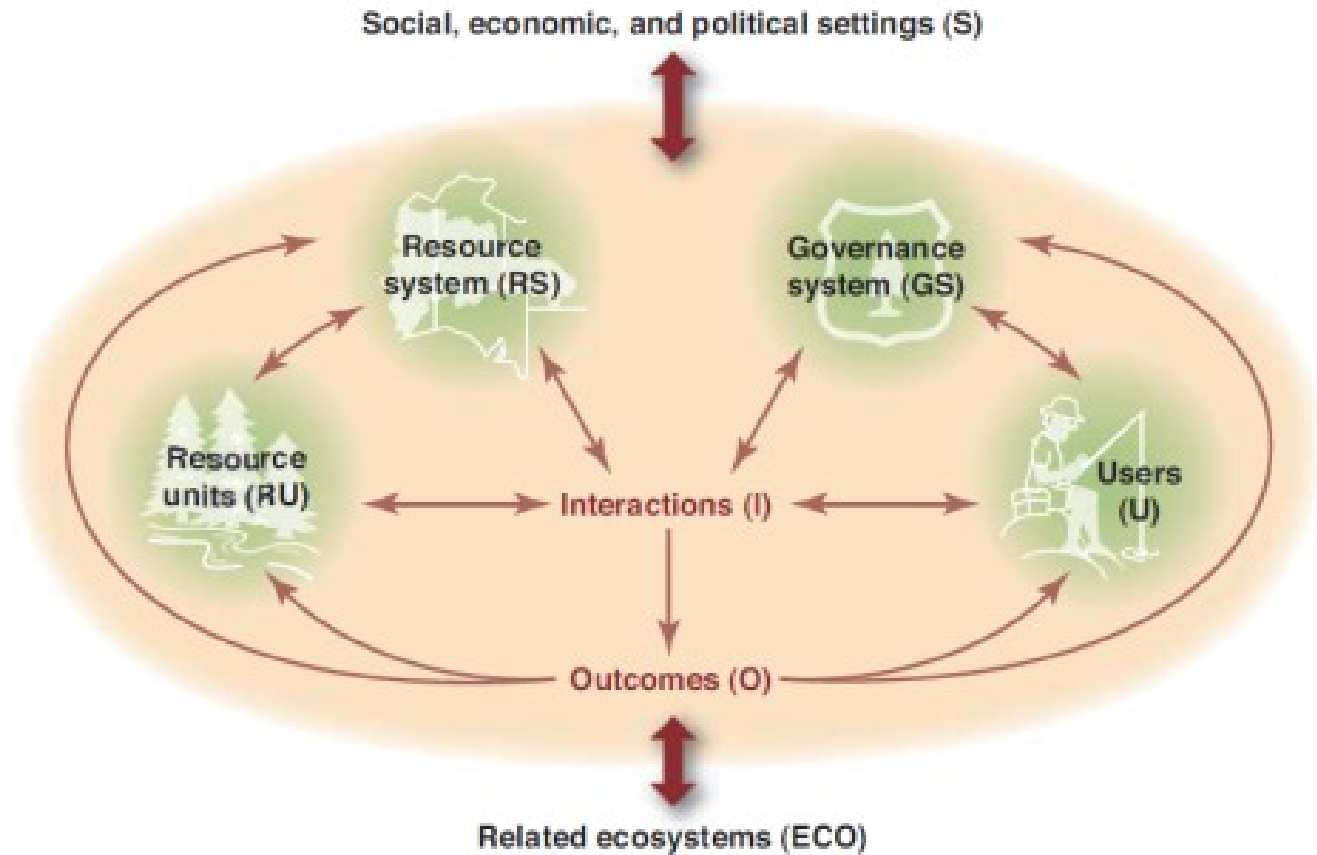 Social, economic, and political settings (S)
Resource
system (RS)
Governance
system (GS)
Resource
units (RU)
Users
(U)
Interactions (I)
Outcomes (O)
Related ecosystems (ECO)